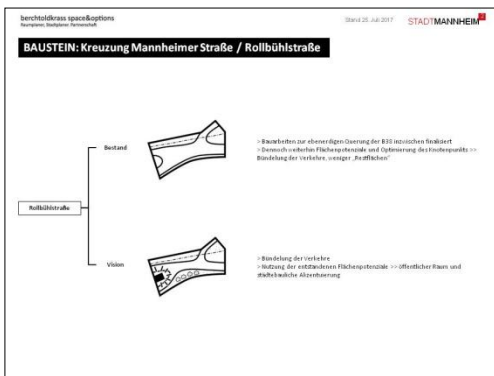 berchtoldkrass space&options
Raumplaner, Stadtplaner. Partnerschaft
Stand 25. Juli 2017
STADTMANNHEIM²
BAUSTEIN: Kreuzung Mannheimer Straße / Rollbühlstraße
Bestand
> Bauarbeiten zur ebenerdigen Querung der B38 inzwischen finalisiert
> Dennoch weiterhin Flächenpotenziale und Optimierung des Knotenpunkts >>
Bündelung der Verkehre, weniger „Restflächen"
Rollbühlstraße
Vision
> Bündelung der Verkehre
> Nutzung der entstandenen Flächenpotenziale >> öffentlicher Raum und
städtebauliche Akzentuierung